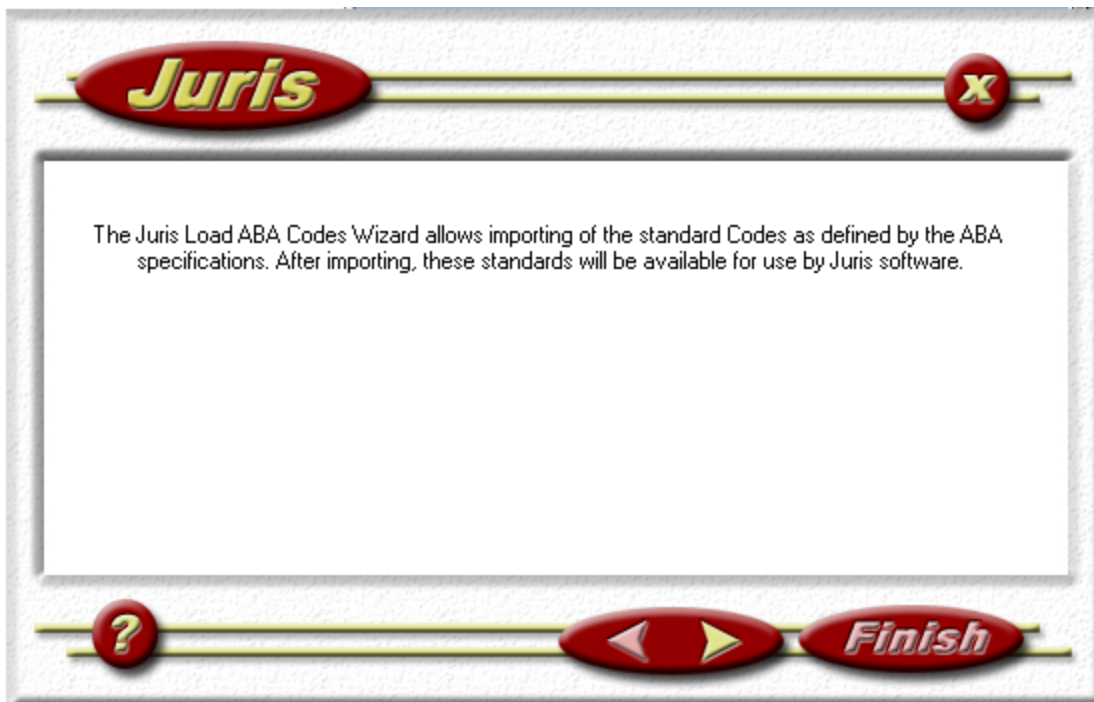 Juris
x
The Juris Load ABA Codes Wizard allows importing of the standard Codes as defined by the ABA
specifications. After importing, these standards will be available for use by Juris software.
?
Finish